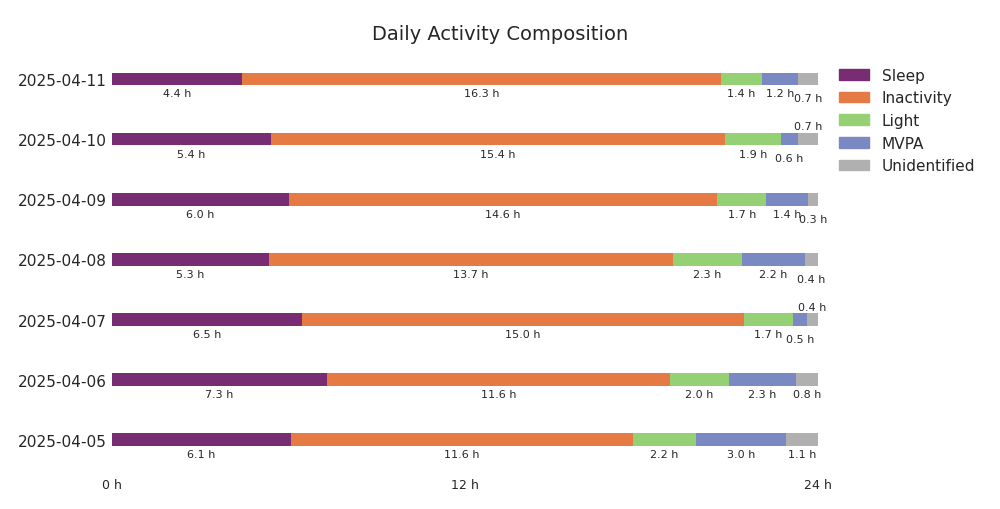 Daily Activity Composition
2025-04-11
4.4 h 16.3 h 1.4 h 1.2 h 0.7 h
2025-04-10
5.4 h 15.4 h 1.9 h 0.6 h 0.7 h
2025-04-09
6.0 h 14.6 h 1.7 h 1.4 h 0.3 h
2025-04-08
5.3 h 13.7 h 2.3 h 2.2 h 0.4 h
2025-04-07
6.5 h 15.0 h 1.7 h 0.5 h 0.4 h
2025-04-06
7.3 h 11.6 h 2.0 h 2.3 h 0.8 h
2025-04-05
6.1 h 11.6 h 2.2 h 3.0 h 1.1 h
0 h 12 h 24 h
Sleep
Inactivity
Light
MVPA
Unidentified